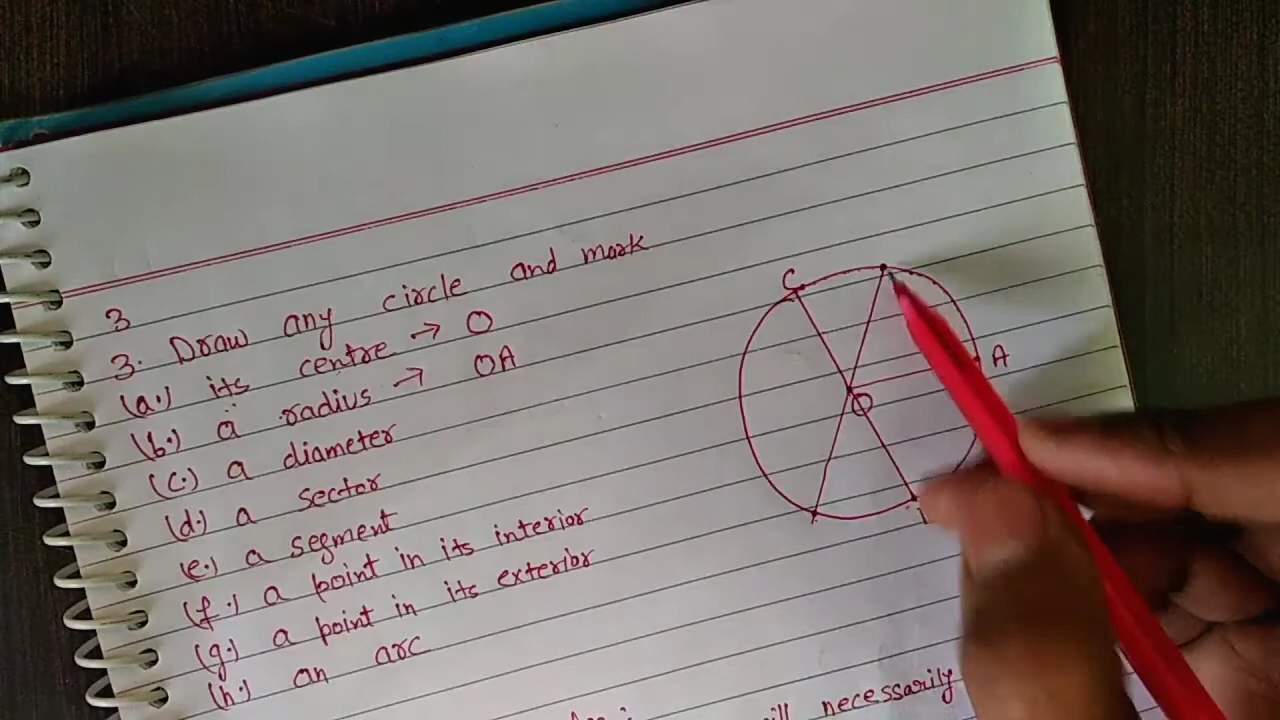 3
3. Draw any circle and mark
(a.) its centre → O
(b.) a radius → OA
(c.) a diameter
(d.) a sector
(e.) a segment
(f.) a point in its interior
(g.) a point in its exterior
(h.) an arc
C
A
O
necessarily